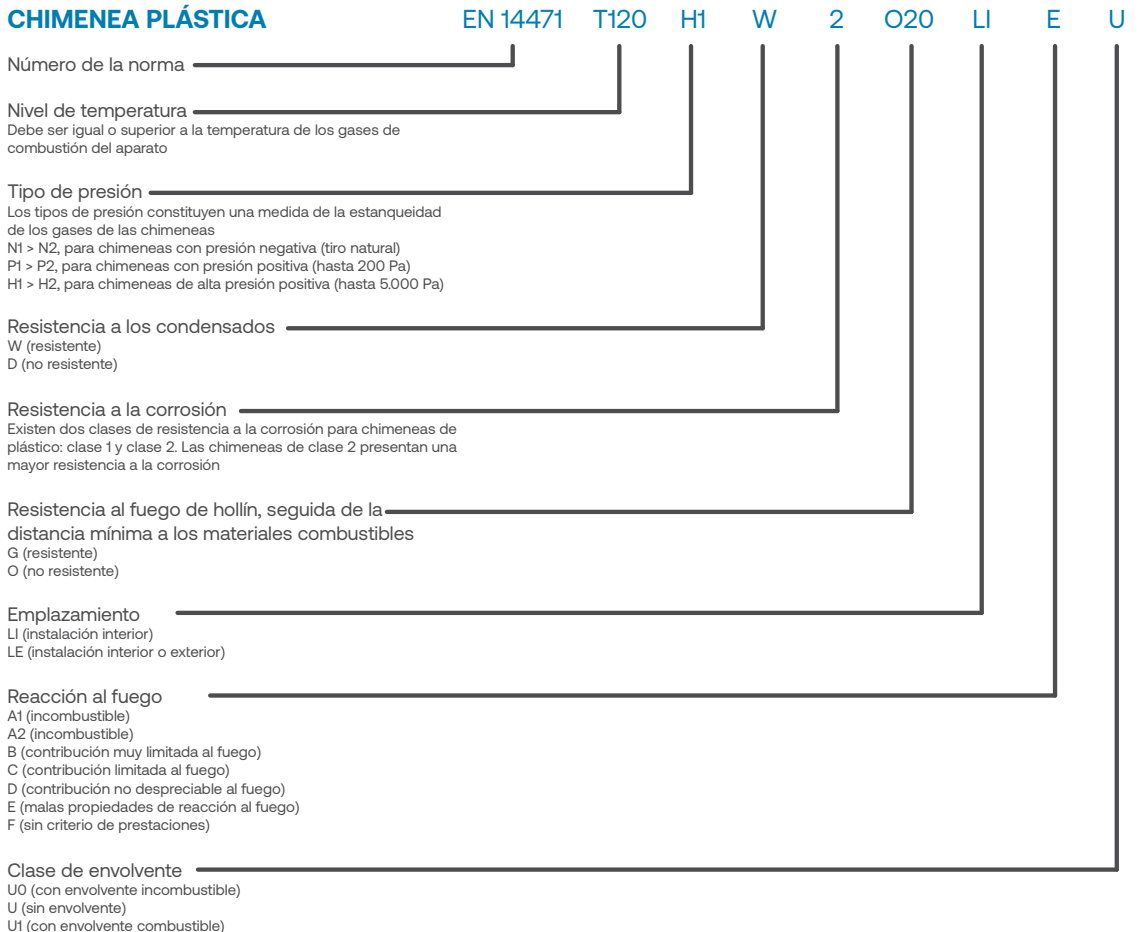 CHIMENEA PLÁSTICA EN 14471 T120 H1 W 2 O20 LI E U
Número de la norma
Nivel de temperatura
Debe ser igual o superior a la temperatura de los gases de
combustión del aparato
Tipo de presión
Los tipos de presión constituyen una medida de la estanqueidad
de los gases de las chimeneas
N1 > N2, para chimeneas con presión negativa (tiro natural)
P1 > P2, para chimeneas con presión positiva (hasta 200 Pa)
H1 > H2, para chimeneas de alta presión positiva (hasta 5.000 Pa)
Resistencia a los condensados
W (resistente)
D (no resistente)
Resistencia a la corrosión
Existen dos clases de resistencia a la corrosión para chimeneas de
plástico: clase 1 y clase 2. Las chimeneas de clase 2 presentan una
mayor resistencia a la corrosión
Resistencia al fuego de hollín, seguida de la
distancia mínima a los materiales combustibles
G (resistente)
O (no resistente)
Emplazamiento
LI (instalación interior)
LE (instalación interior o exterior)
Reacción al fuego
A1 (incombustible)
A2 (incombustible)
B (contribución muy limitada al fuego)
C (contribución limitada al fuego)
D (contribución no despreciable al fuego)
E (malas propiedades de reacción al fuego)
F (sin criterio de prestaciones)
Clase de envolvente
U0 (con envolvente incombustible)
U (sin envolvente)
U1 (con envolvente combustible)